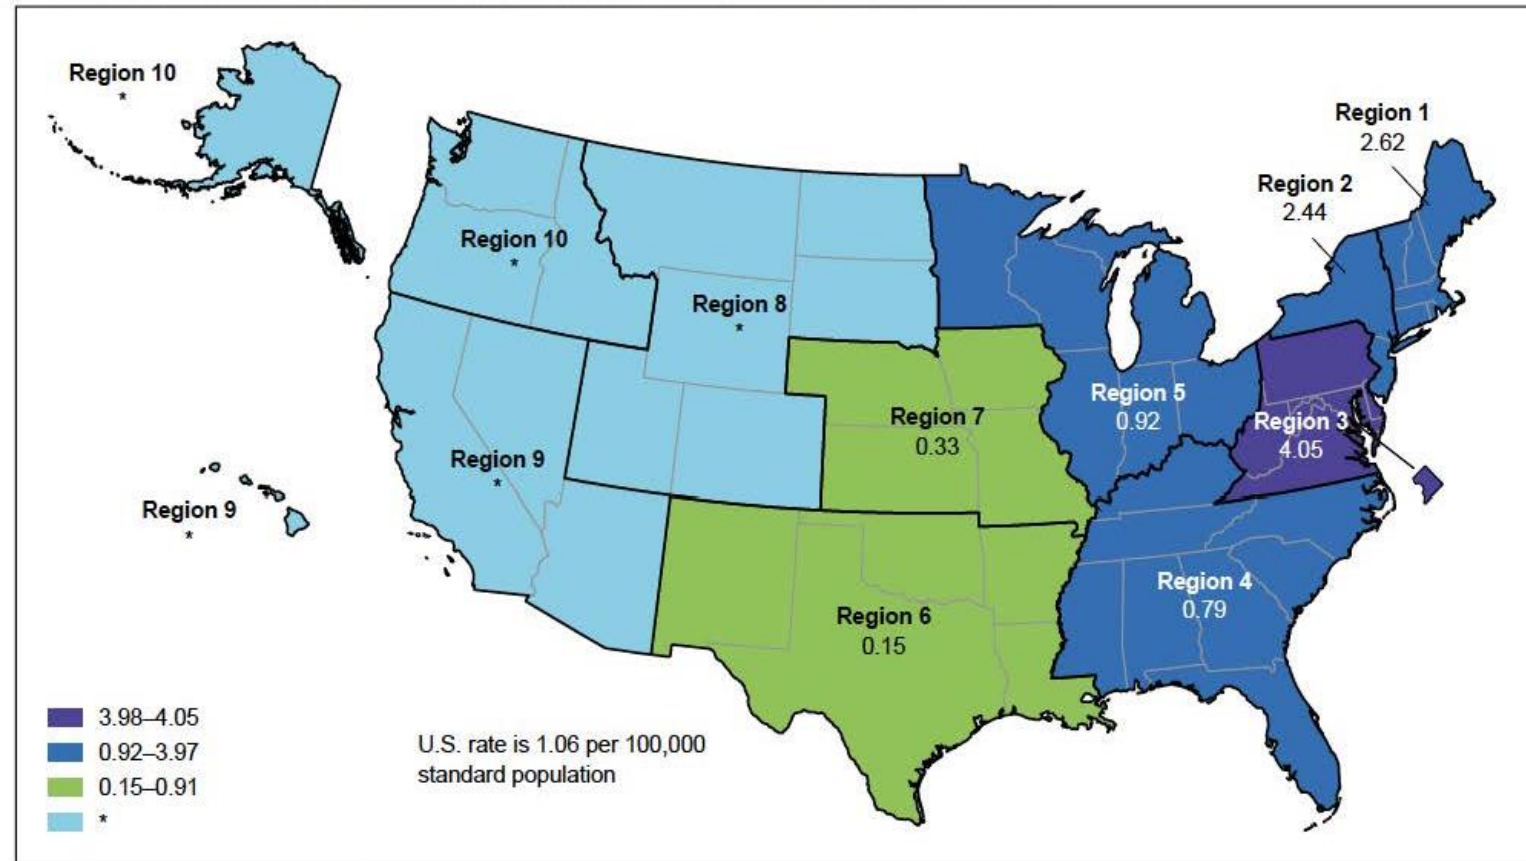 Region 10
*
Region 1
2.62
Region 2
2.44
Region 10
*
Region 8
*
Region 5
0.92
Region 7
0.33
Region 3
4.05
Region 9
*
Region 9
*
Region 4
0.79
Region 6
0.15
3.98–4.05
0.92–3.97
0.15–0.91
*
U.S. rate is 1.06 per 100,000
standard population